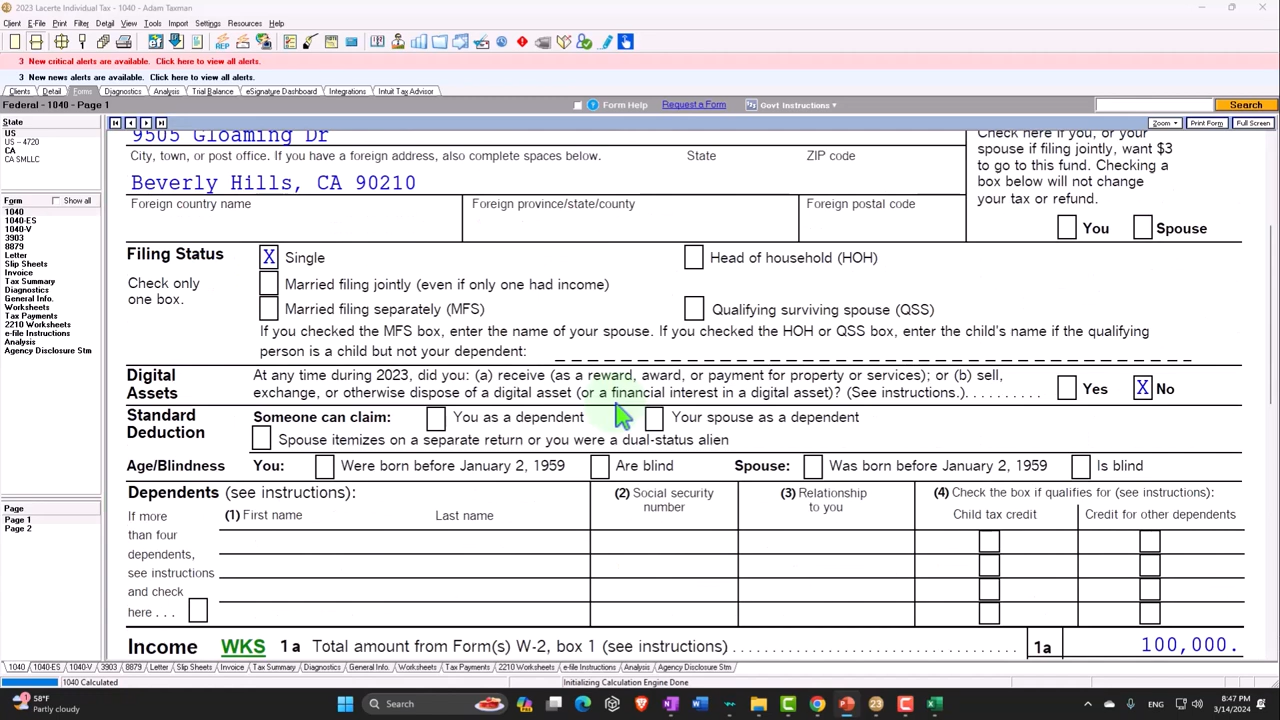 2023 Lacerte Individual Tax - 1040 - Adam Taxman
Client E-File Print Filter Detail View Tools Import Settings Resources Help
3 New critical alerts are available. Click here to view all alerts.
3 New news alerts are available. Click here to view all alerts.
Clients Detail Forms Diagnostics Analysis Trial Balance eSignature Dashboard Integrations Intuit Tax Advisor
Federal - 1040 - Page 1 Form Help Request a Form Govt Instructions Search
Zoom Print Form Full Screen
State
US
US – 4720
CA
CA SMLLC
Form Show all
1040
1040-ES
1040-V
3903
8879
Letter
Slip Sheets
Invoice
Tax Summary
Diagnostics
General Info.
Worksheets
Tax Payments
2210 Worksheets
e-file Instructions
Analysis
Agency Disclosure Stm
Page
Page 1
Page 2
9505 Gloaming Dr
City, town, or post office. If you have a foreign address, also complete spaces below. State ZIP code
Beverly Hills, CA 90210
Foreign country name Foreign province/state/county Foreign postal code
Check here if you, or your
spouse if filing jointly, want $3
to go to this fund. Checking a
box below will not change
your tax or refund.
You Spouse
Filing Status X Single Head of household (HOH)
Check only
one box.
Married filing jointly (even if only one had income)
Married filing separately (MFS) Qualifying surviving spouse (QSS)
If you checked the MFS box, enter the name of your spouse. If you checked the HOH or QSS box, enter the child's name if the qualifying
person is a child but not your dependent:
Digital
Assets
At any time during 2023, did you: (a) receive (as a reward, award, or payment for property or services); or (b) sell,
exchange, or otherwise dispose of a digital asset (or a financial interest in a digital asset)? (See instructions.) . . . . . . . . . . Yes X No
Standard
Deduction
Someone can claim: You as a dependent Your spouse as a dependent
Spouse itemizes on a separate return or you were a dual-status alien
Age/Blindness You: Were born before January 2, 1959 Are blind Spouse: Was born before January 2, 1959 Is blind
Dependents (see instructions):
(1) First name Last name
(2) Social security
number
(3) Relationship
to you
(4) Check the box if qualifies for (see instructions):
Child tax credit Credit for other dependents
If more
than four
dependents,
see instructions
and check
here . . .
Income WKS 1a Total amount from Form(s) W-2, box 1 (see instructions) 1a 100,000.
1040 1040-ES 1040-V 3903 8879 Letter Slip Sheets Invoice Tax Summary Diagnostics General Info. Worksheets Tax Payments 2210 Worksheets e-file Instructions Analysis Agency Disclosure Stm
1040 Calculated Initializing Calculation Engine Done
58°F
Partly cloudy
Search
ENG
8:47 PM
3/14/2024